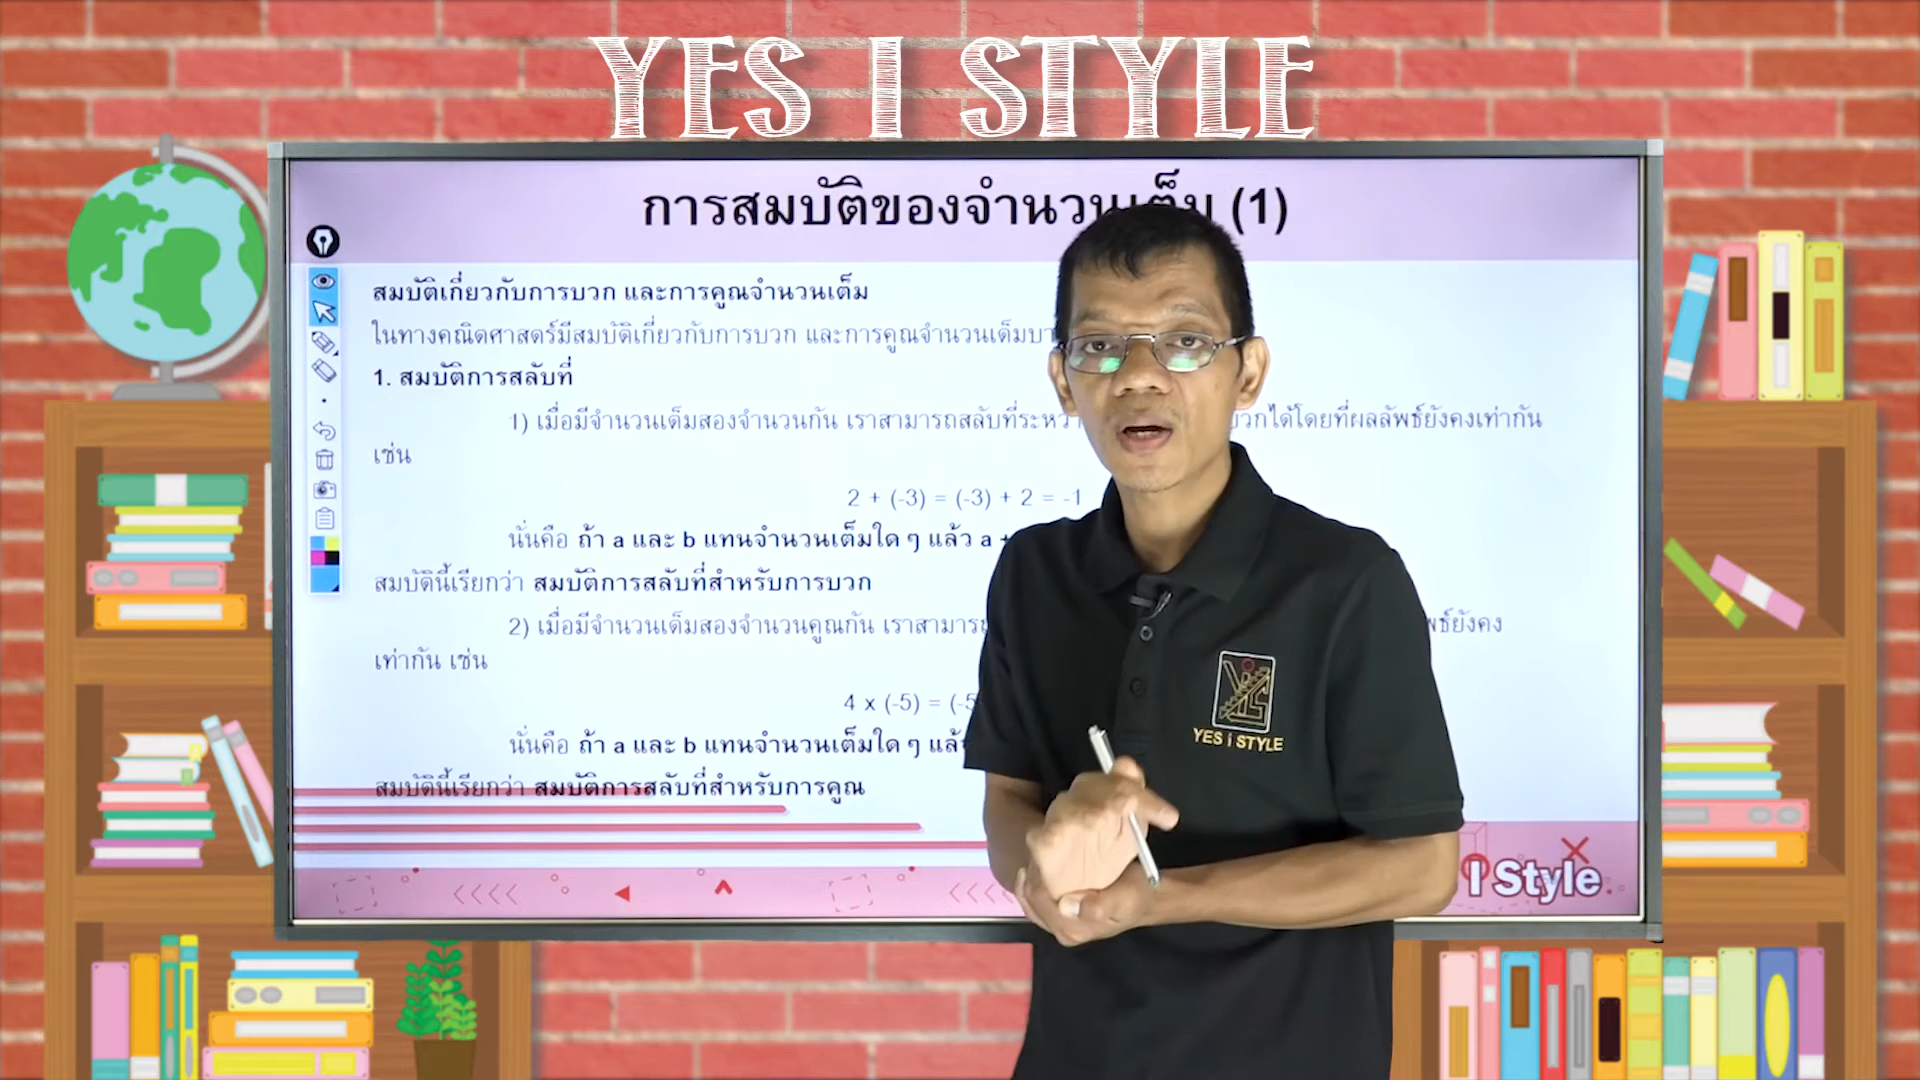 YES I STYLE
การสมบัติของจำนวนเต็ม (1)
สมบัติเกี่ยวกับการบวก และการคูณจำนวนเต็ม
ในทางคณิตศาสตร์มีสมบัติเกี่ยวกับการบวก และการคูณจำนวนเต็มบา
1. สมบัติการสลับที่
1) เมื่อมีจำนวนเต็มสองจำนวนกัน เราสามารถสลับที่ระหว่า บวกได้โดยที่ผลลัพธ์ยังคงเท่ากัน
เช่น
2 + (-3) = (-3) + 2 = -1
นั่นคือ ถ้า a และ b แทนจำนวนเต็มใด ๆ แล้ว a +
สมบัตินี้เรียกว่า สมบัติการสลับที่สำหรับการบวก
2) เมื่อมีจำนวนเต็มสองจำนวนคูณกัน เราสามารถ ยังคง
เท่ากัน เช่น
4 x (-5) = (-5
นั่นคือ ถ้า a และ b แทนจำนวนเต็มใด ๆ แล้ว
สมบัตินี้เรียกว่า สมบัติการสลับที่สำหรับการคูณ
YES i STYLE
I Style